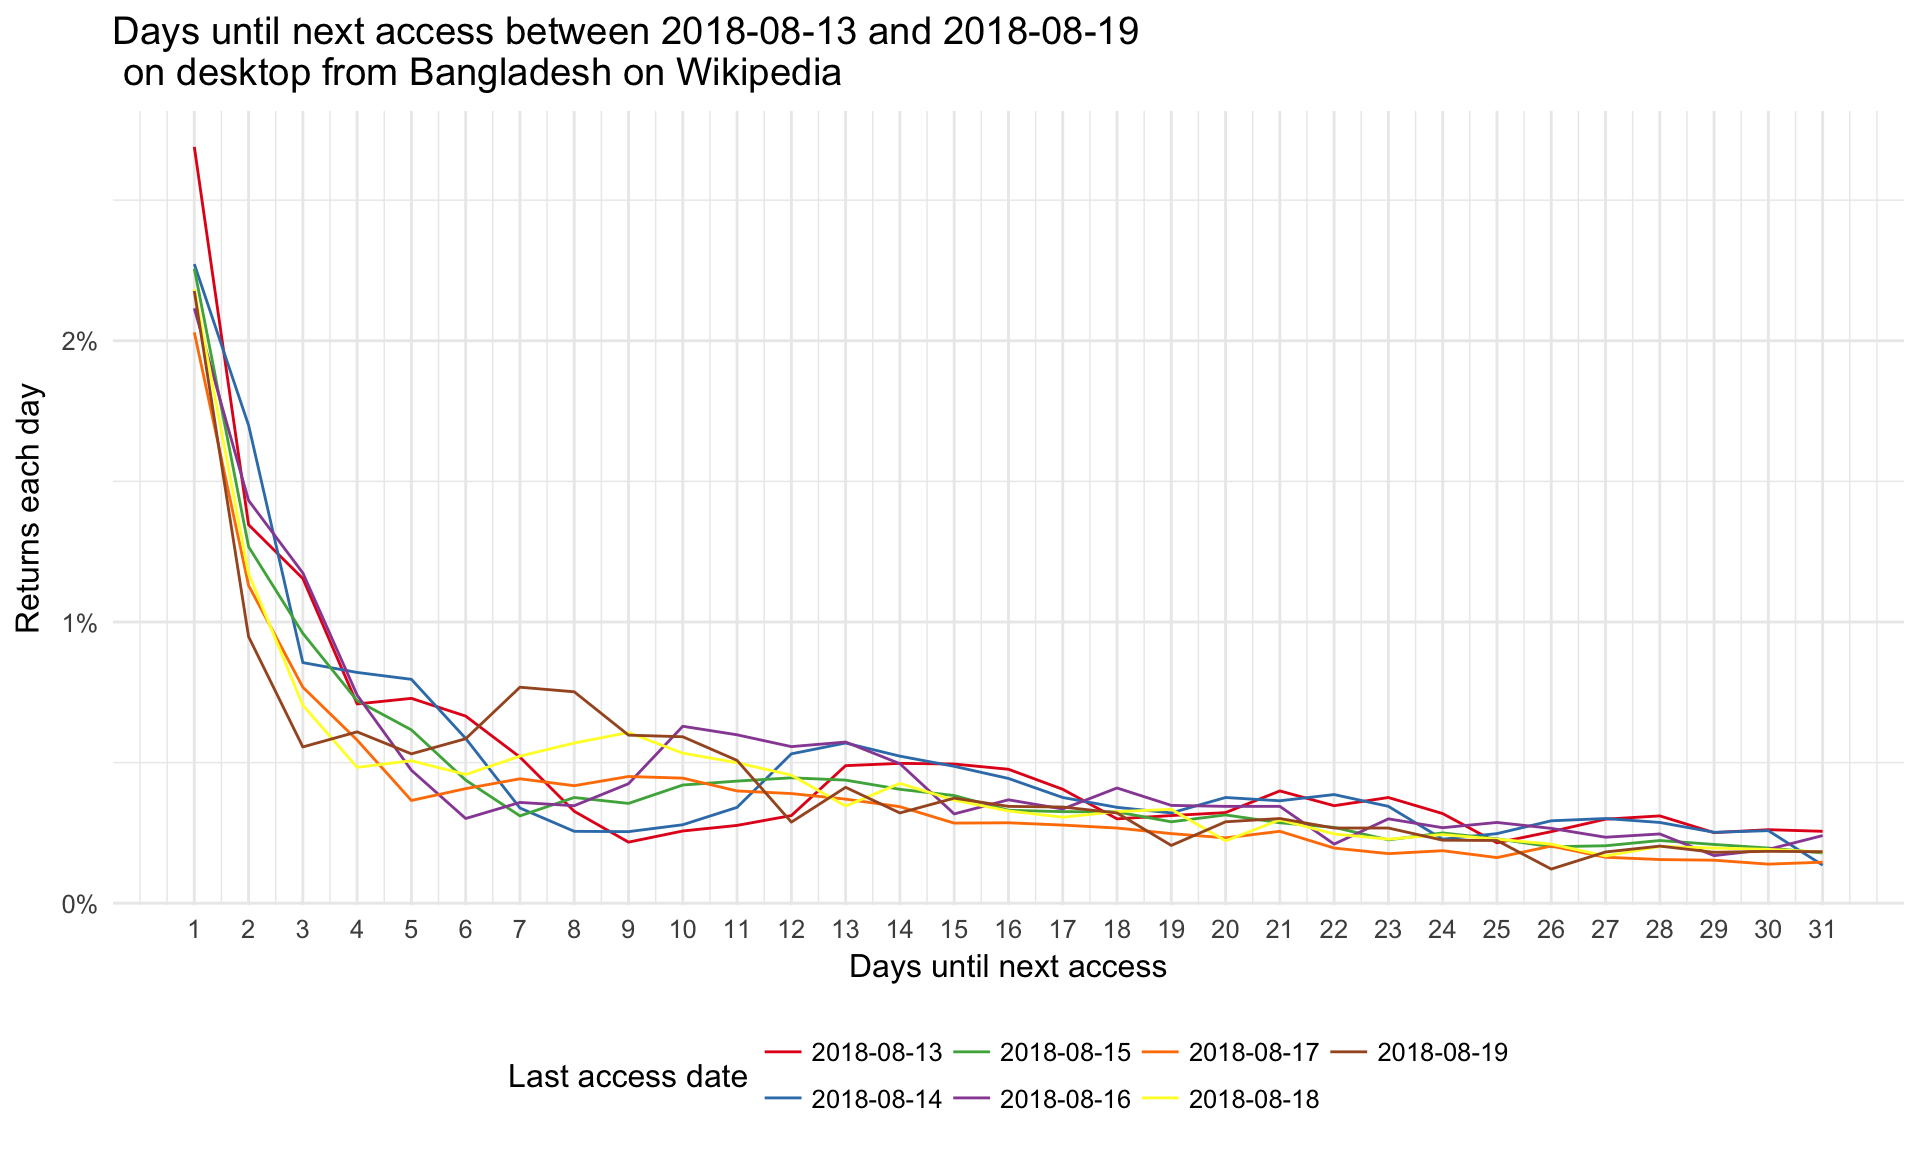 Days until next access between 2018-08-13 and 2018-08-19
on desktop from Bangladesh on Wikipedia
Returns each day
2%
1%
0%
1 2 3 4 5 6 7 8 9 10 11 12 13 14 15 16 17 18 19 20 21 22 23 24 25 26 27 28 29 30 31
Days until next access
Last access date
2018-08-13 2018-08-15 2018-08-17 2018-08-19
2018-08-14 2018-08-16 2018-08-18